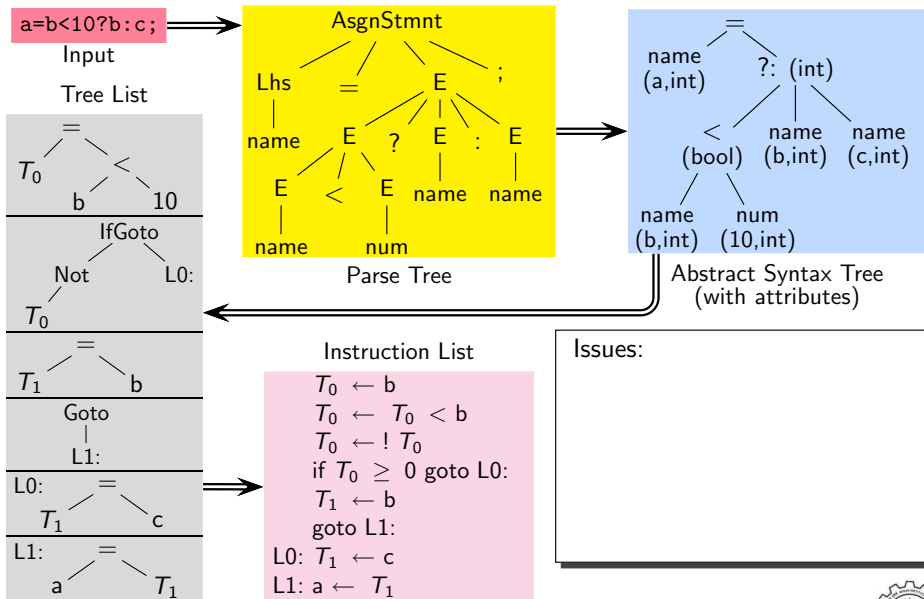 a=b<10?b:c;
Input
AsgnStmnt
Lhs = E ;
name E ? E : E
E < E name name
name num
Parse Tree
=
name
(a,int) ?: (int)
< name name
(bool) (b,int) (c,int)
name num
(b,int) (10,int)
Abstract Syntax Tree
(with attributes)
Tree List
=
T0 <
b 10
IfGoto
Not L0:
T0
=
T1 b
Goto
L1:
L0: =
T1 c
L1: =
a T1
Instruction List
T0 ← b
T0 ← T0 < b
T0 ← ! T0
if T0 ≥ 0 goto L0:
T1 ← b
goto L1:
L0: T1 ← c
L1: a ← T1
Issues: